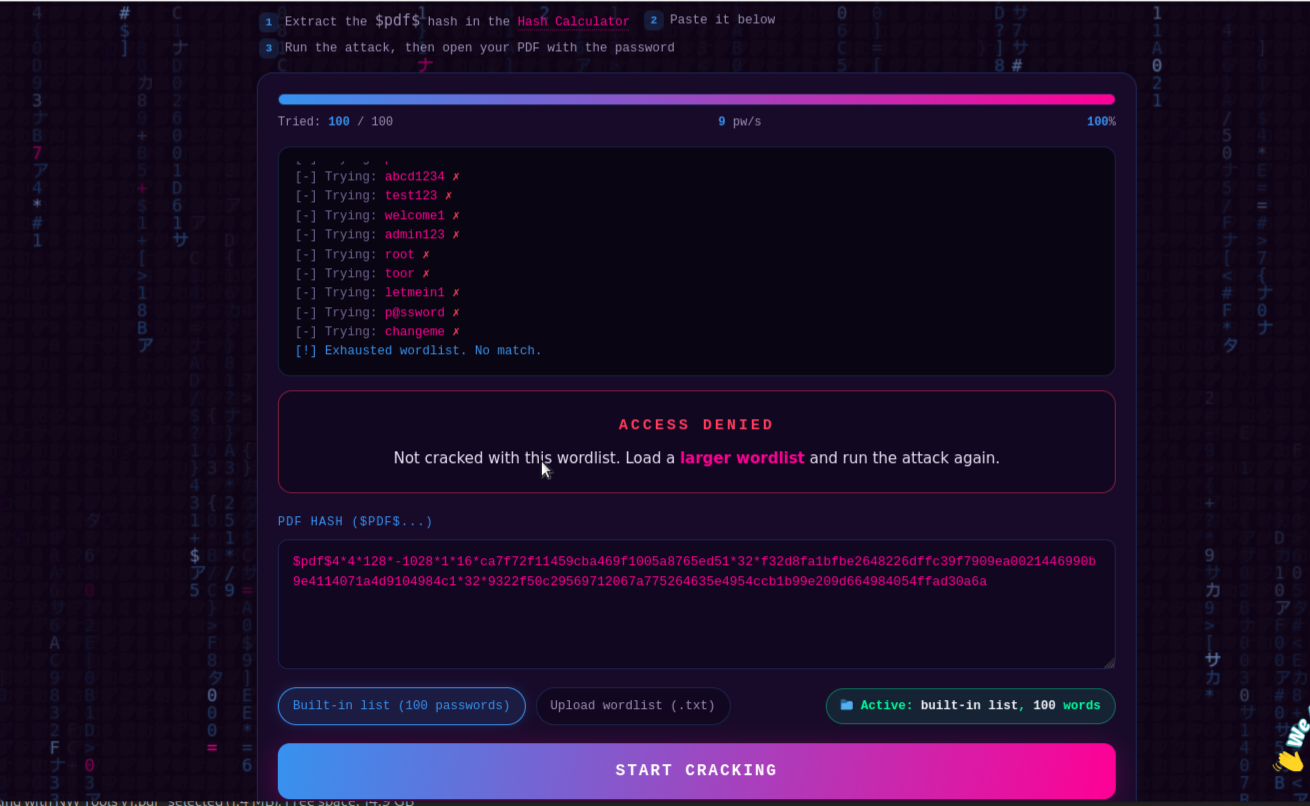 1 Extract the $pdf$ hash in the Hash Calculator 2 Paste it below
3 Run the attack, then open your PDF with the password
Tried: 100 / 100 9 pw/s 100%
[-] Trying: abcd1234 ✗
[-] Trying: test123 ✗
[-] Trying: welcome1 ✗
[-] Trying: admin123 ✗
[-] Trying: root ✗
[-] Trying: toor ✗
[-] Trying: letmein1 ✗
[-] Trying: p@ssword ✗
[-] Trying: changeme ✗
[!] Exhausted wordlist. No match.
ACCESS DENIED
Not cracked with this wordlist. Load a larger wordlist and run the attack again.
PDF HASH ($PDF$...)
$pdf$4*4*128*-1028*1*16*ca7f72f11459cba469f1005a8765ed51*32*f32d8fa1bfbe2648226dffc39f7909ea0021446990b
9e4114071a4d9104984c1*32*9322f50c29569712067a775264635e4954ccb1b99e209d664984054ffad30a6a
Built-in list (100 passwords) Upload wordlist (.txt) Active: built-in list, 100 words
START CRACKING
We